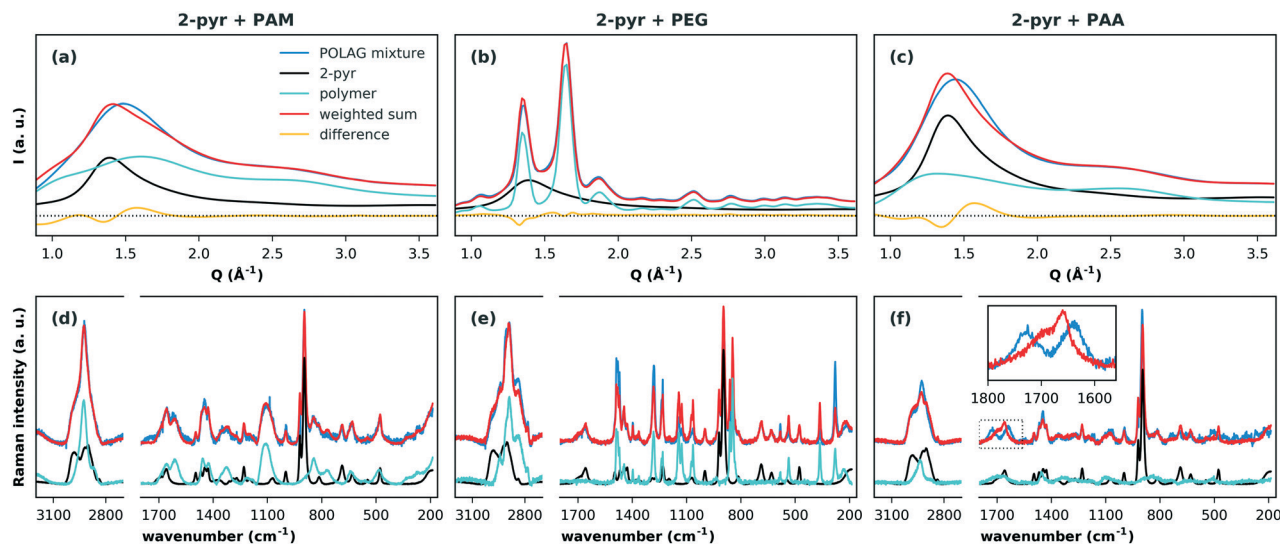 2-pyr + PAM
2-pyr + PEG
2-pyr + PAA
(a)
POLAG mixture
2-pyr
polymer
weighted sum
difference
(b)
(c)
I (a. u.)
1.0 1.5 2.0 2.5 3.0 3.5
1.0 1.5 2.0 2.5 3.0 3.5
1.0 1.5 2.0 2.5 3.0 3.5
Q (Å⁻¹)
Q (Å⁻¹)
Q (Å⁻¹)
(d)
(e)
(f)
1800 1700 1600
Raman intensity (a. u.)
3100 2800 1700 1400 1100 800 500 200
3100 2800 1700 1400 1100 800 500 200
3100 2800 1700 1400 1100 800 500 200
wavenumber (cm⁻¹)
wavenumber (cm⁻¹)
wavenumber (cm⁻¹)